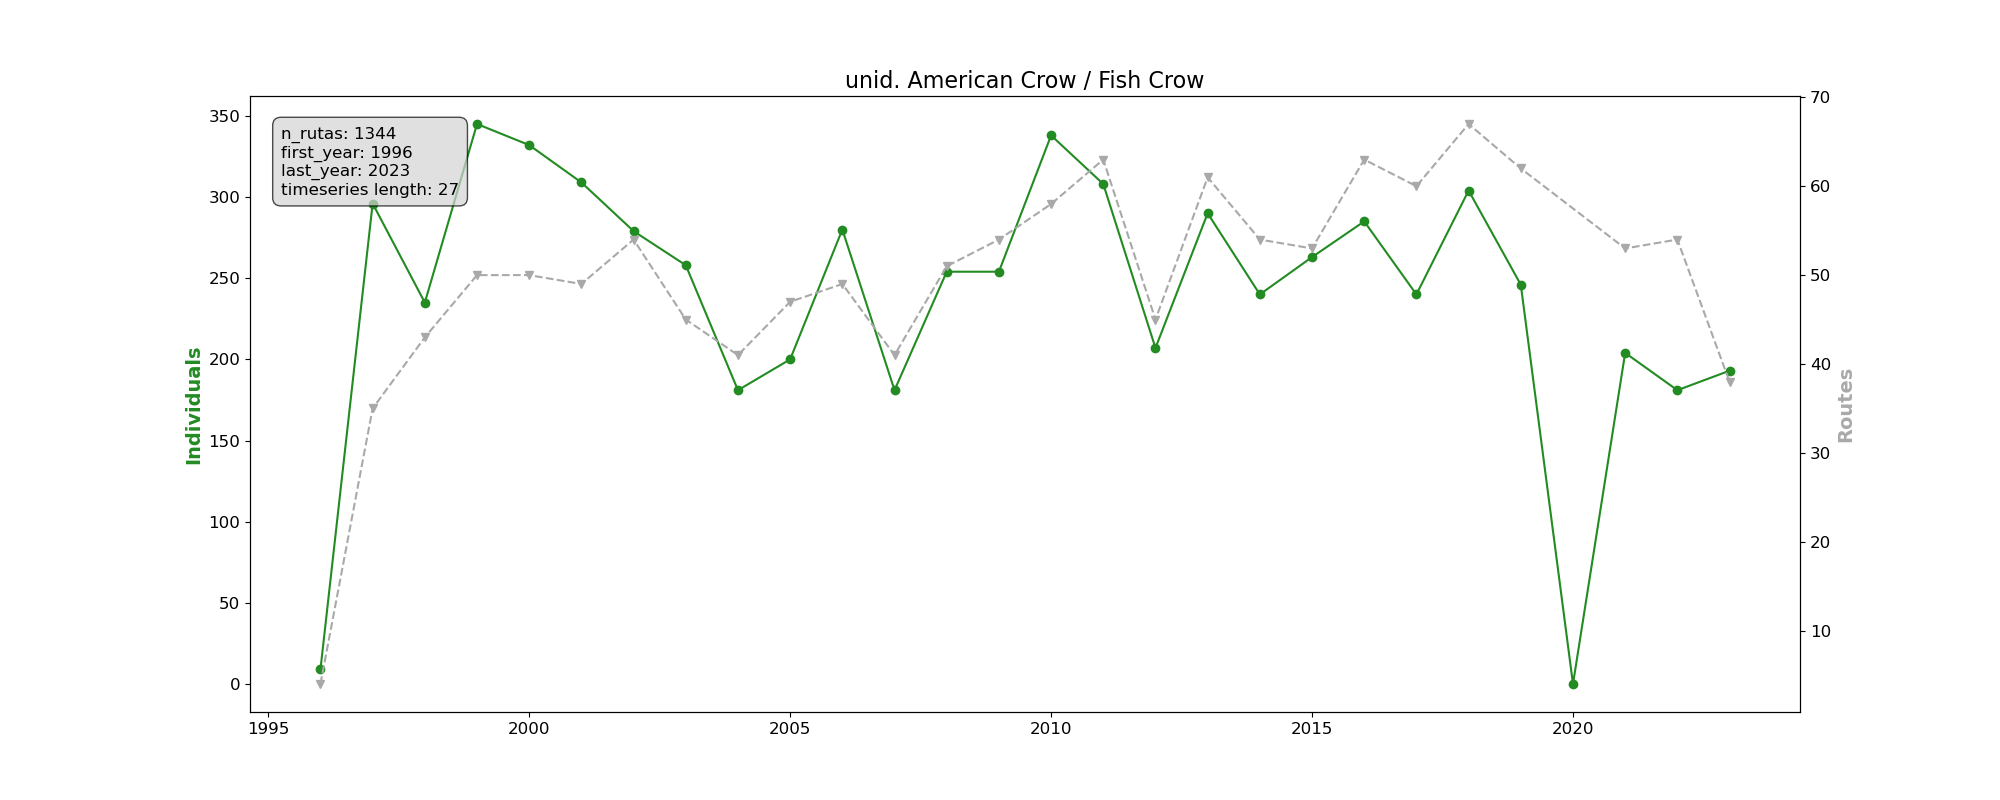 unid. American Crow / Fish Crow
n_rutas: 1344
first_year: 1996
last_year: 2023
timeseries length: 27
Individuals
350
300
250
200
150
100
50
0
70
60
50
40
30
20
10
Routes
1995 2000 2005 2010 2015 2020